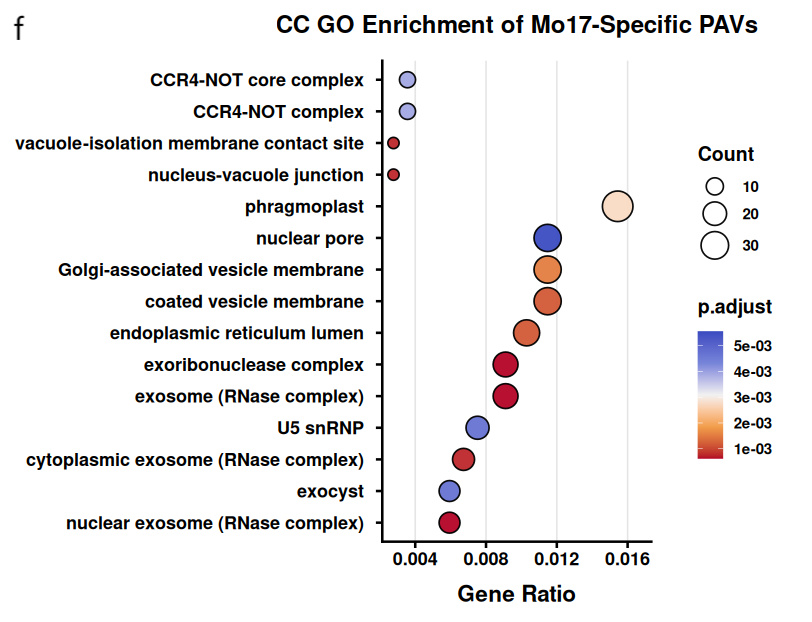 f
CC GO Enrichment of Mo17-Specific PAVs
CCR4-NOT core complex
CCR4-NOT complex
vacuole-isolation membrane contact site
nucleus-vacuole junction
phragmoplast
nuclear pore
Golgi-associated vesicle membrane
coated vesicle membrane
endoplasmic reticulum lumen
exoribonuclease complex
exosome (RNase complex)
U5 snRNP
cytoplasmic exosome (RNase complex)
exocyst
nuclear exosome (RNase complex)
0.004 0.008 0.012 0.016
Gene Ratio
Count
10
20
30
p.adjust
5e-03
4e-03
3e-03
2e-03
1e-03